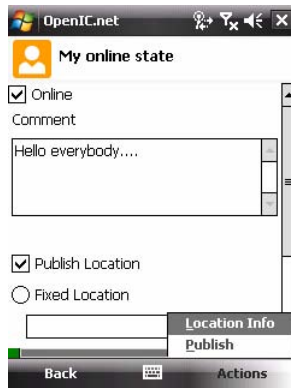 OpenIC.net
My online state
Online
Comment
Hello everybody....
Publish Location
Fixed Location
Location Info
Publish
Back
Actions